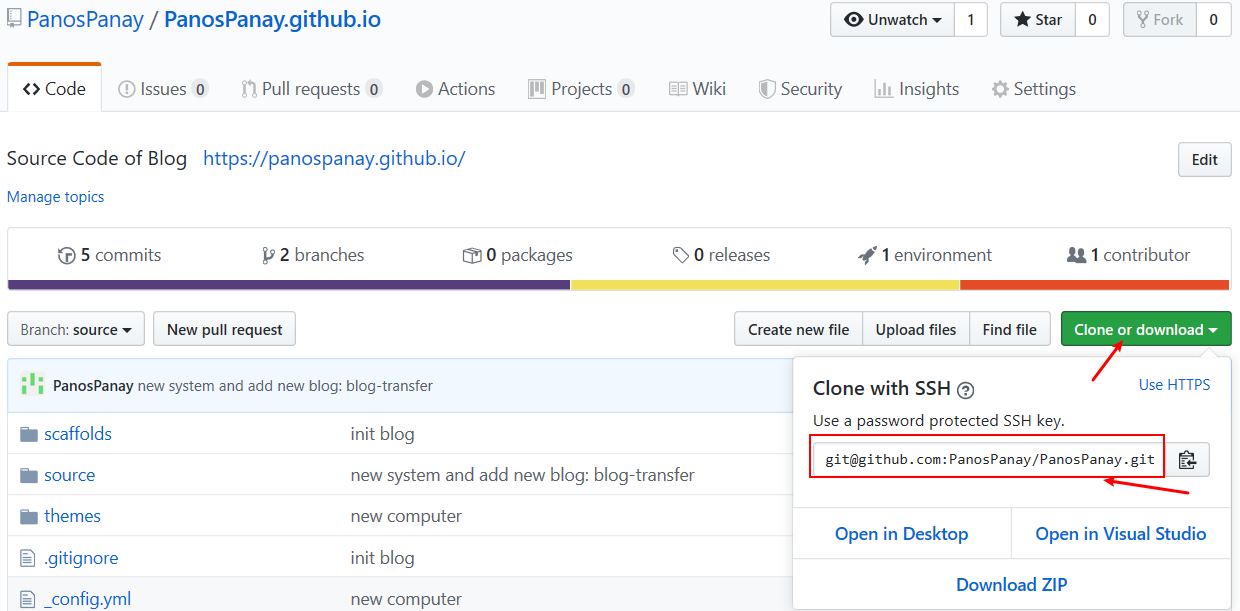 PanosPanay / PanosPanay.github.io
Unwatch 1 Star 0 Fork 0
Code Issues 0 Pull requests 0 Actions Projects 0 Wiki Security Insights Settings
Source Code of Blog https://panospanay.github.io/
Edit
Manage topics
5 commits 2 branches 0 packages 0 releases 1 environment 1 contributor
Branch: source New pull request Create new file Upload files Find file Clone or download
PanosPanay new system and add new blog: blog-transfer
scaffolds init blog
source new system and add new blog: blog-transfer
themes new computer
.gitignore init blog
_config.yml new computer
Clone with SSH ? Use HTTPS
Use a password protected SSH key.
git@github.com:PanosPanay/PanosPanay.git
Open in Desktop Open in Visual Studio
Download ZIP